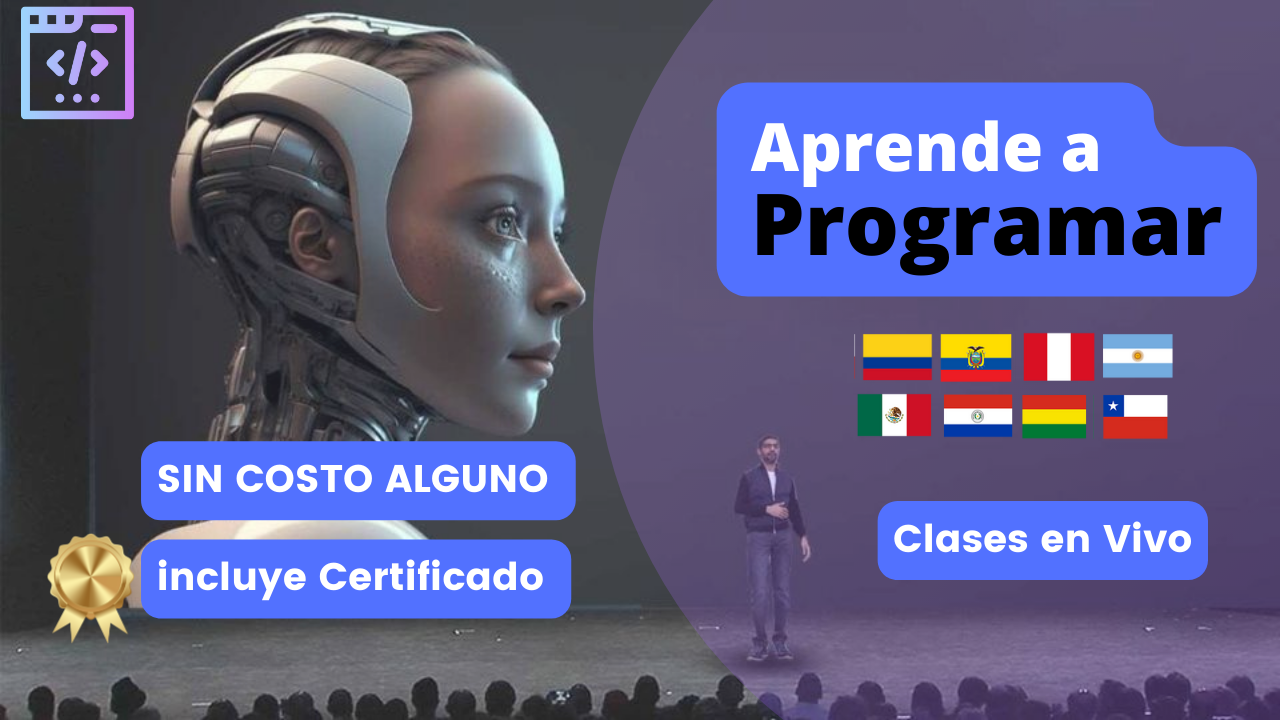 Aprende a
Programar
SIN COSTO ALGUNO
incluye Certificado
Clases en Vivo